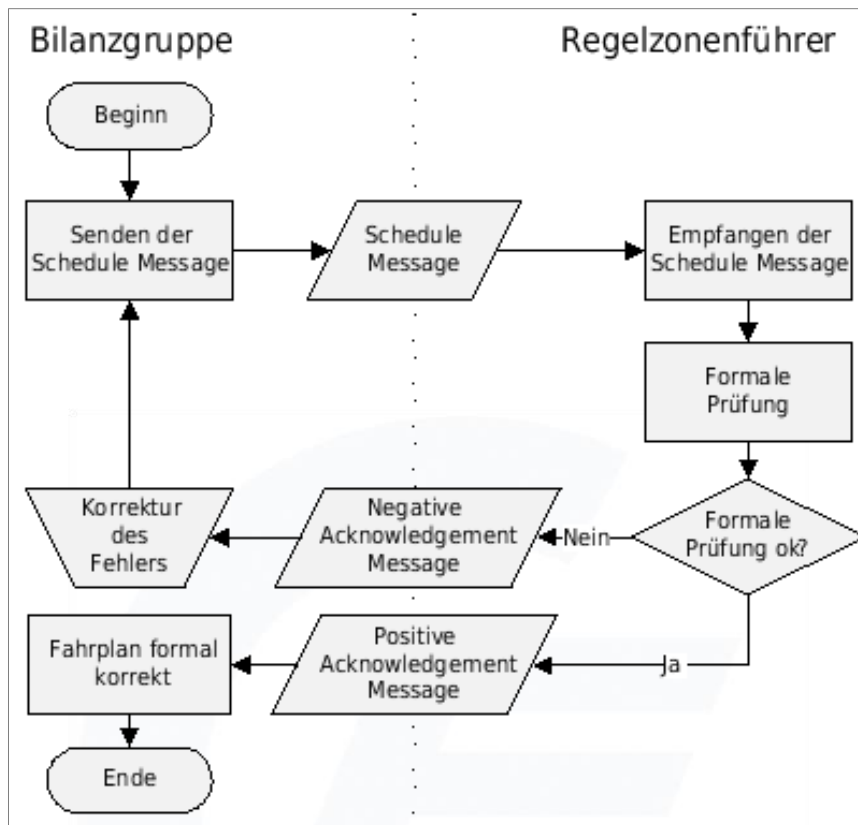 Bilanzgruppe
Regelzonenführer
Beginn
Senden der
Schedule Message
Schedule
Message
Empfangen der
Schedule Message
Formale
Prüfung
Formale
Prüfung ok?
Nein
Negative
Acknowledgement
Message
Korrektur
des
Fehlers
Ja
Positive
Acknowledgement
Message
Fahrplan formal
korrekt
Ende